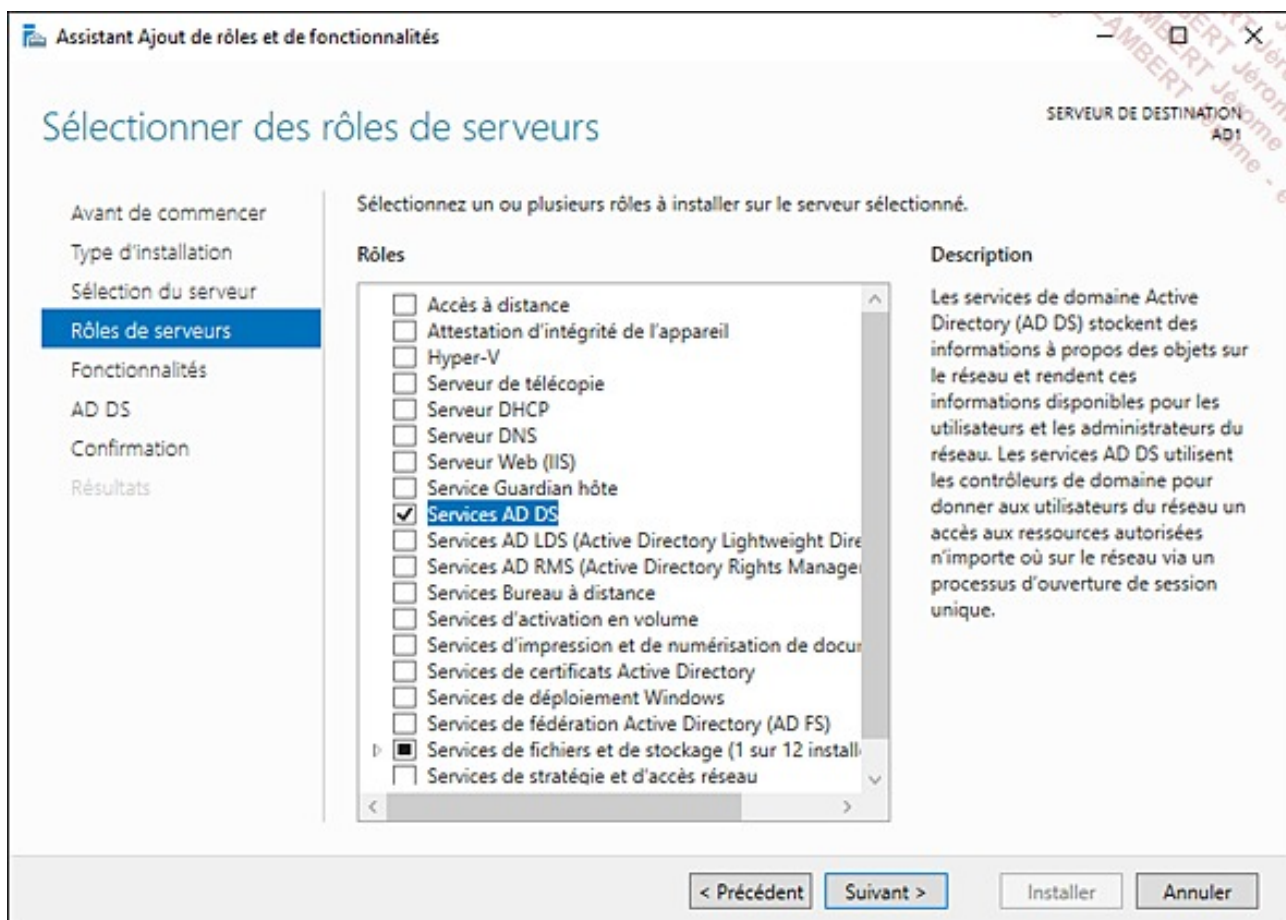 Assistant Ajout de rôles et de fonctionnalités
Sélectionner des rôles de serveurs
SERVEUR DE DESTINATION
AD1
Avant de commencer
Type d'installation
Sélection du serveur
Rôles de serveurs
Fonctionnalités
AD DS
Confirmation
Résultats
Sélectionnez un ou plusieurs rôles à installer sur le serveur sélectionné.
Rôles
Accès à distance
Attestation d'intégrité de l'appareil
Hyper-V
Serveur de télécopie
Serveur DHCP
Serveur DNS
Serveur Web (IIS)
Service Guardian hôte
Services AD DS
Services AD LDS (Active Directory Lightweight Dire
Services AD RMS (Active Directory Rights Manager
Services Bureau à distance
Services d'activation en volume
Services d'impression et de numérisation de docu
Services de certificats Active Directory
Services de déploiement Windows
Services de fédération Active Directory (AD FS)
Services de fichiers et de stockage (1 sur 12 install
Services de stratégie et d'accès réseau
Description
Les services de domaine Active
Directory (AD DS) stockent des
informations à propos des objets sur
le réseau et rendent ces
informations disponibles pour les
utilisateurs et les administrateurs du
réseau. Les services AD DS utilisent
les contrôleurs de domaine pour
donner aux utilisateurs du réseau un
accès aux ressources autorisées
n'importe où sur le réseau via un
processus d'ouverture de session
unique.
< Précédent
Suivant >
Installer
Annuler
LAMBERT Jérôme